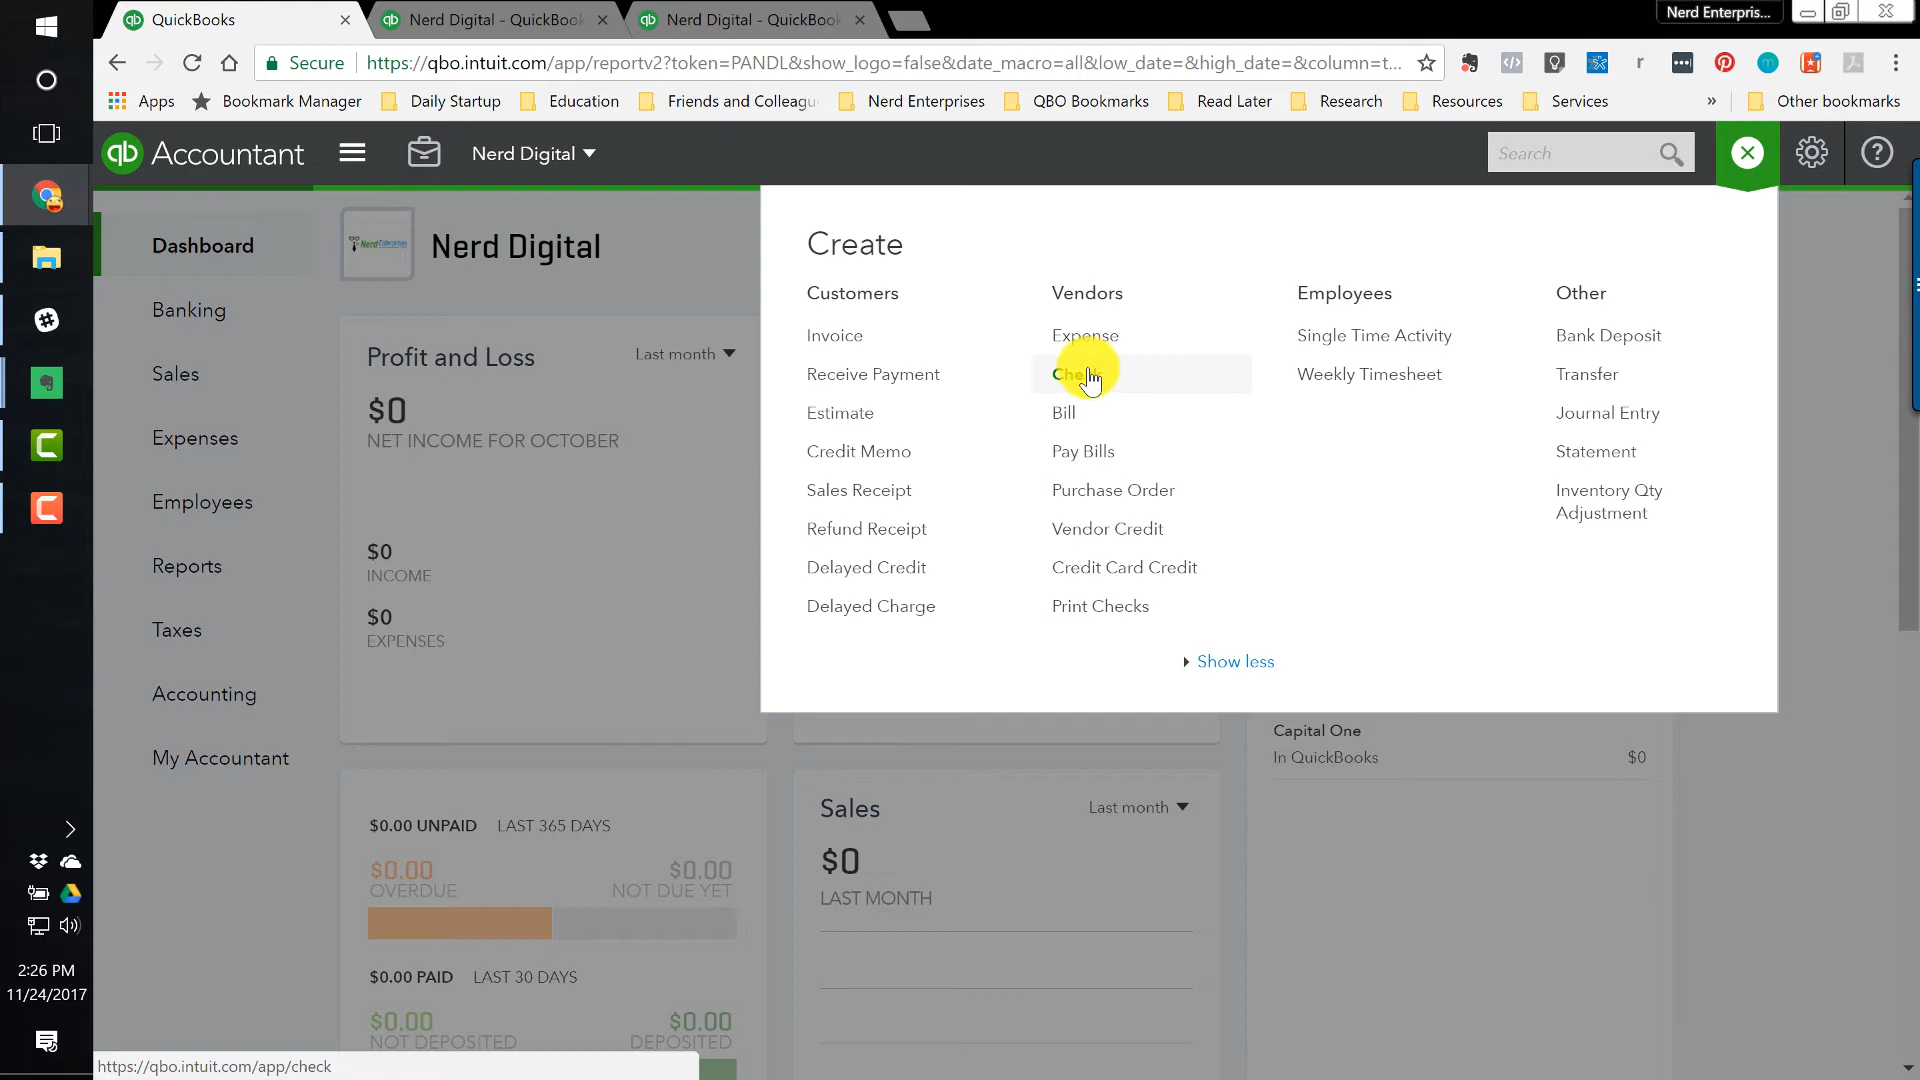 QuickBooks
Nerd Digital - QuickBook
Nerd Digital - QuickBook
Nerd Enterpris...
Secure
https://qbo.intuit.com/app/reportv2?token=PANDL&show_logo=false&date_macro=all&low_date=&high_date=&column=t...
Apps
Bookmark Manager
Daily Startup
Education
Friends and Colleagu
Nerd Enterprises
QBO Bookmarks
Read Later
Research
Resources
Services
»
Other bookmarks
qb Accountant
Nerd Digital
Search
Dashboard
Banking
Sales
Expenses
Employees
Reports
Taxes
Accounting
My Accountant
Nerd Enterprises
Nerd Digital
Profit and Loss
Last month
$0
NET INCOME FOR OCTOBER
$0
INCOME
$0
EXPENSES
Create
Customers
Invoice
Receive Payment
Estimate
Credit Memo
Sales Receipt
Refund Receipt
Delayed Credit
Delayed Charge
Vendors
Expense
Check
Bill
Pay Bills
Purchase Order
Vendor Credit
Credit Card Credit
Print Checks
Employees
Single Time Activity
Weekly Timesheet
Other
Bank Deposit
Transfer
Journal Entry
Statement
Inventory Qty
Adjustment
Show less
Capital One
In QuickBooks $0
$0.00 UNPAID LAST 365 DAYS
$0.00 $0.00
OVERDUE NOT DUE YET
$0.00 PAID LAST 30 DAYS
$0.00 $0.00
NOT DEPOSITED DEPOSITED
Sales
Last month
$0
LAST MONTH
2:26 PM
11/24/2017
https://qbo.intuit.com/app/check